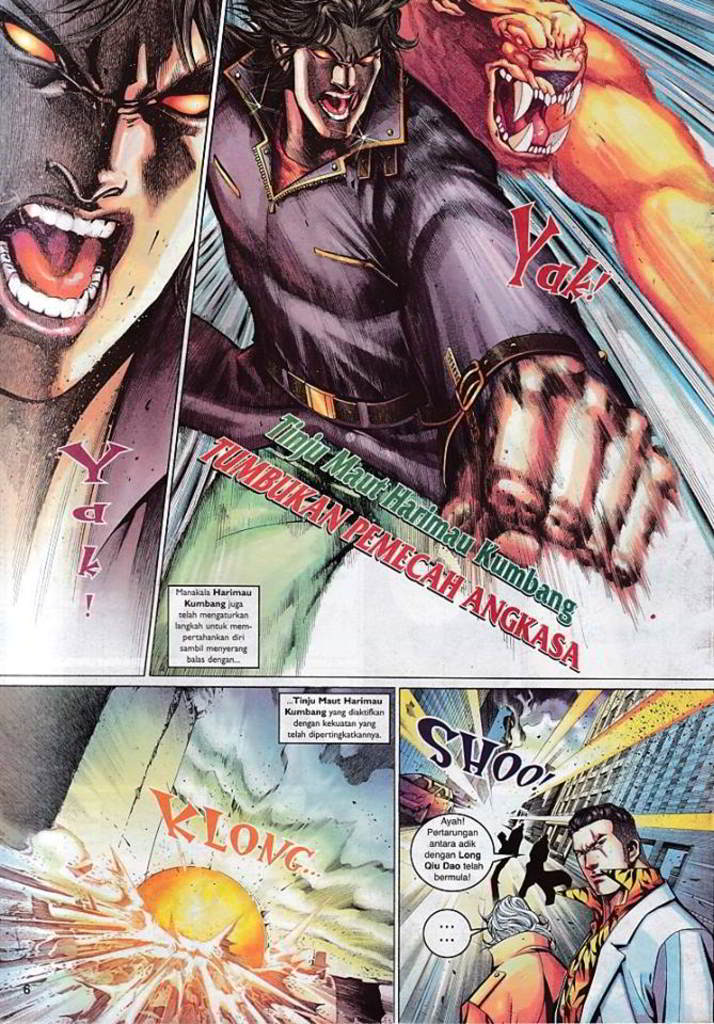 Yak!
Yak!
Tinju Maut Harimau Kumbang
TUMBUKAN PEMECAH ANGKASA
Manakala Harimau
Kumbang juga
telah mengaturkan
langkah untuk mem-
pertahankan diri
sambil menyerang
balas dengan...
...Tinju Maut Harimau
Kumbang yang diaktifkan
dengan kekuatan yang
telah dipertingkatkannya.
KLONG...
SHOO!
Ayah!
Pertarungan
antara adik
dengan Long
Qiu Dao telah
bermula!
...
...
6